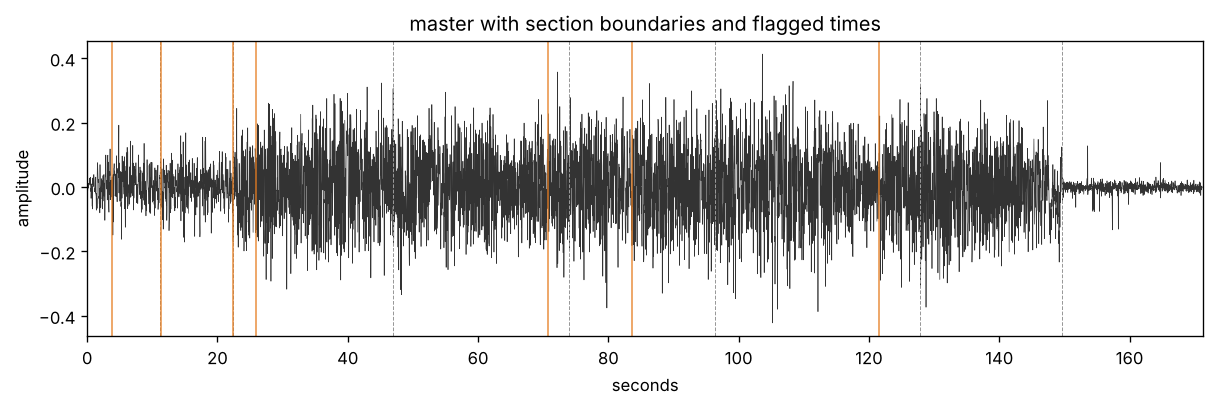 master with section boundaries and flagged times
0.4
0.2
0.0
−0.2
−0.4
amplitude
0 20 40 60 80 100 120 140 160
seconds